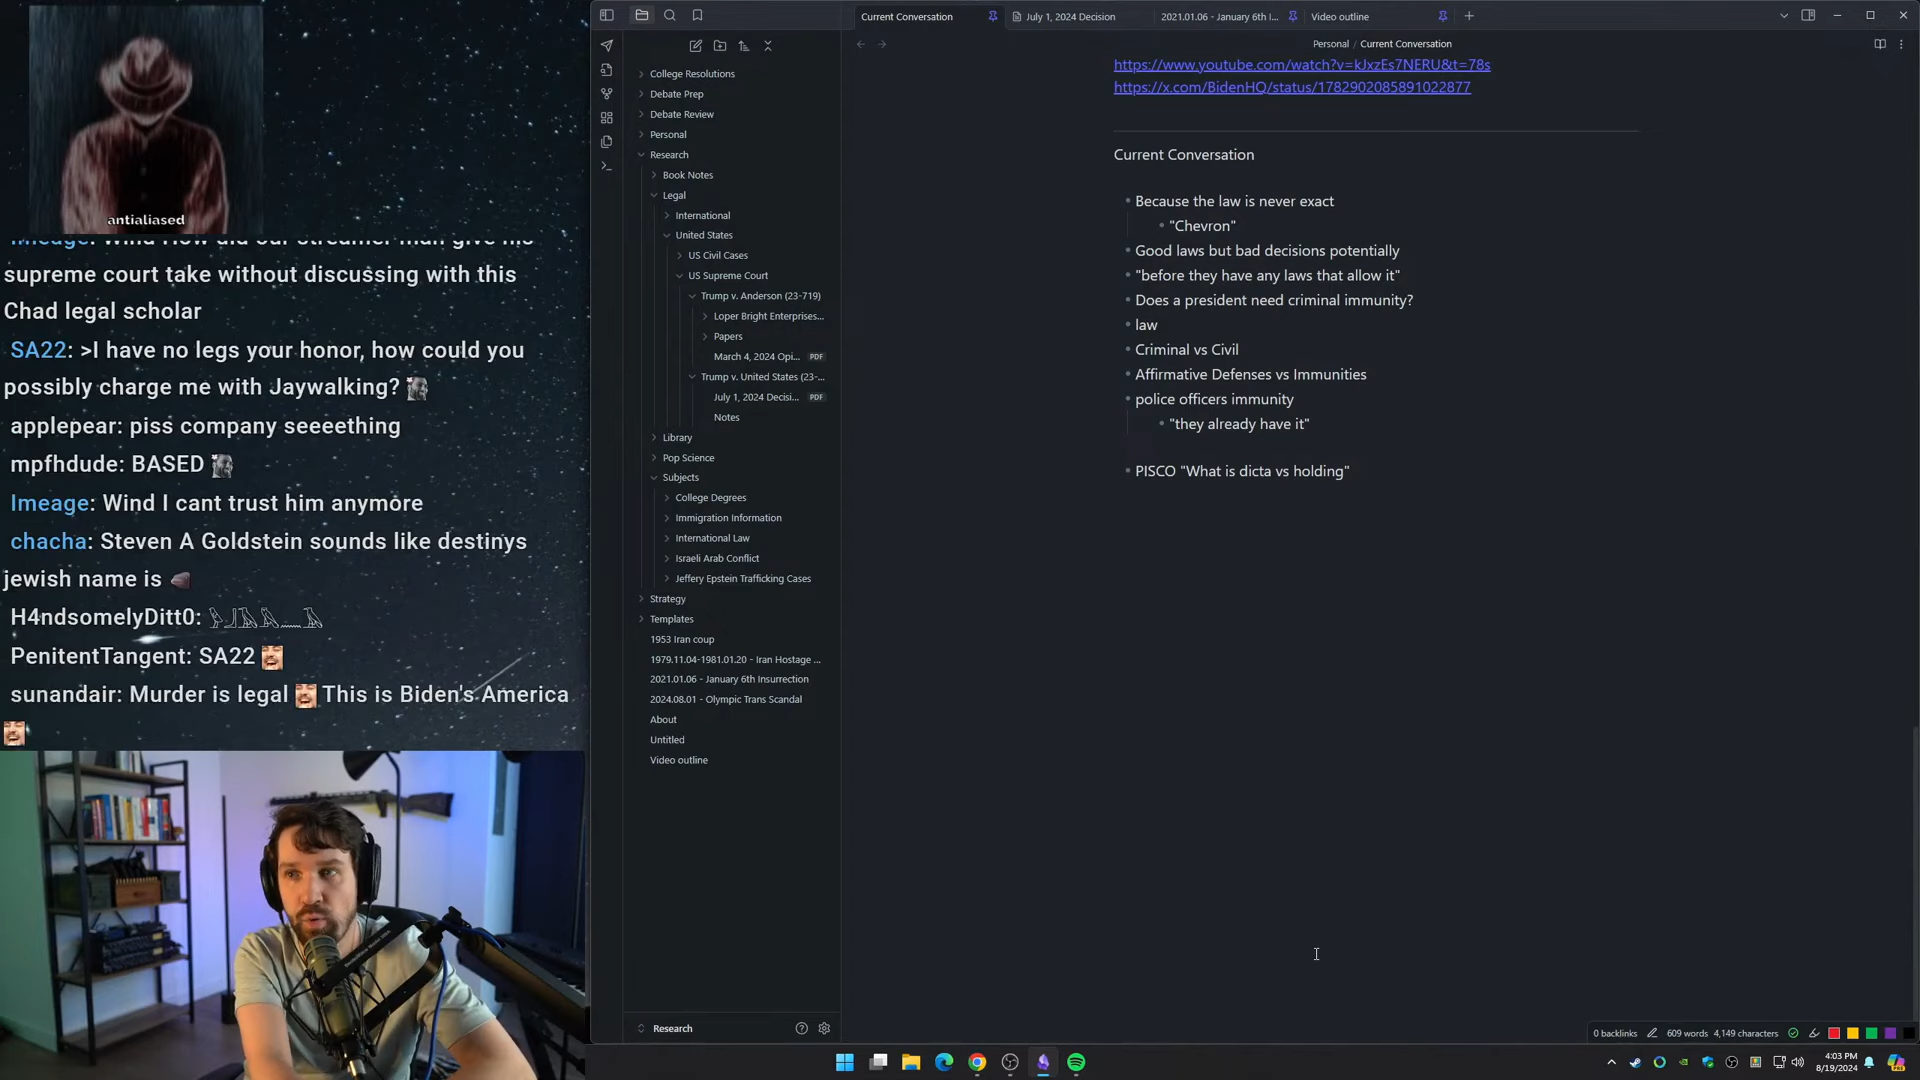 antialiased
Imeage: Wind How did our streamer man give his
supreme court take without discussing with this
Chad legal scholar
SA22: >I have no legs your honor, how could you
possibly charge me with Jaywalking?
applepear: piss company seeeething
mpfhdude: BASED
Imeage: Wind I cant trust him anymore
chacha: Steven A Goldstein sounds like destinys
jewish name is
H4ndsomelyDitt0:
PenitentTangent: SA22
sunandair: Murder is legal This is Biden's America
College Resolutions
Debate Prep
Debate Review
Personal
Research
Book Notes
Legal
International
United States
US Civil Cases
US Supreme Court
Trump v. Anderson (23-719)
Loper Bright Enterprises...
Papers
March 4, 2024 Opi... PDF
Trump v. United States (23-...
July 1, 2024 Decisi... PDF
Notes
Library
Pop Science
Subjects
College Degrees
Immigration Information
International Law
Israeli Arab Conflict
Jeffery Epstein Trafficking Cases
Strategy
Templates
1953 Iran coup
1979.11.04-1981.01.20 - Iran Hostage ...
2021.01.06 - January 6th Insurrection
2024.08.01 - Olympic Trans Scandal
About
Untitled
Video outline
Research
Current Conversation
July 1, 2024 Decision
2021.01.06 - January 6th I...
Video outline
Personal / Current Conversation
https://www.youtube.com/watch?v=kJxzEs7NERU&t=78s
https://x.com/BidenHQ/status/1782902085891022877
Current Conversation
• Because the law is never exact
• "Chevron"
• Good laws but bad decisions potentially
• "before they have any laws that allow it"
• Does a president need criminal immunity?
• law
• Criminal vs Civil
• Affirmative Defenses vs Immunities
• police officers immunity
• "they already have it"
• PISCO "What is dicta vs holding"
0 backlinks
609 words 4,149 characters
4:03 PM
8/19/2024